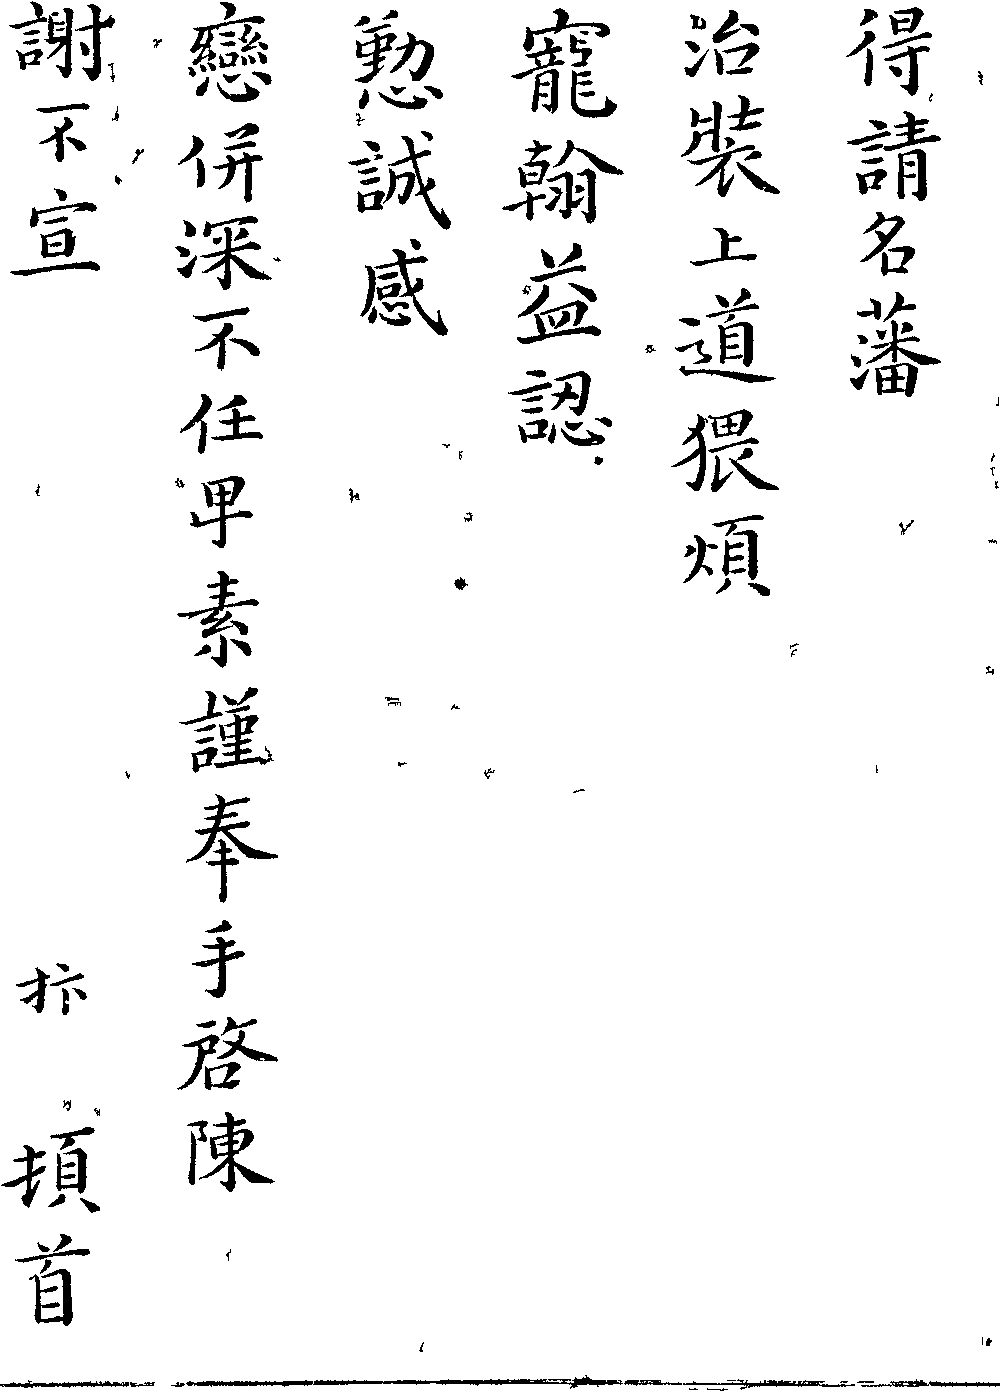 得請名藩
治裝上道猥煩
寵翰益認
懃誠感
戀併深不任卑素謹奉手啓陳
謝不宣 抃 頓首